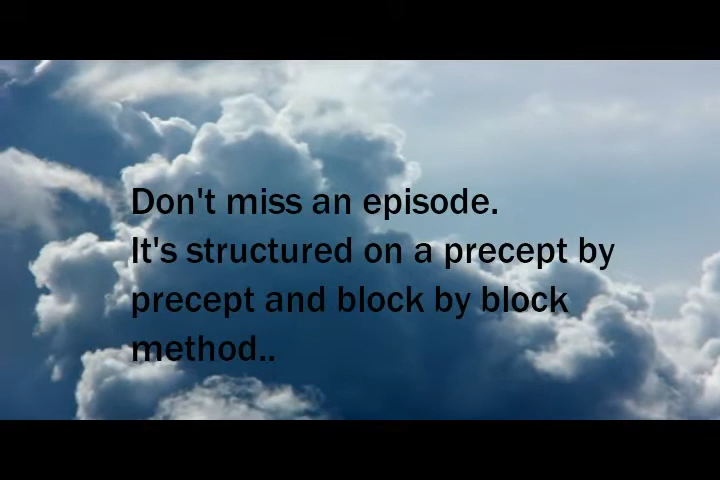 Don't miss an episode.
It's structured on a precept by
precept and block by block
method..